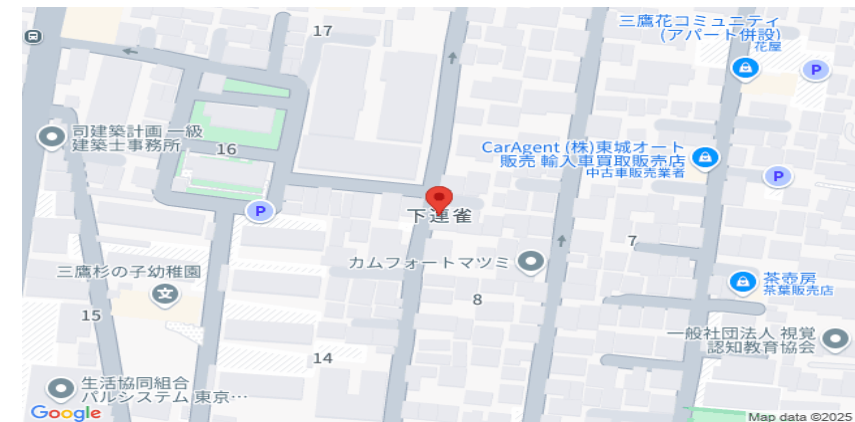 17
三鷹花コミュニティ
(アパート併設)
花屋
P
司建築計画 一級
建築士事務所
16
CarAgent (株)東城オート
販売 輸入車買取販売店
中古車販売業者
P
P
下連雀
7
カムフォートマツミ
三鷹杉の子幼稚園
文
茶壺房
茶葉販売店
8
15
一般社団法人 視覚
認知教育協会
14
生活協同組合
パルシステム 東京…
Google
Map data ©2025